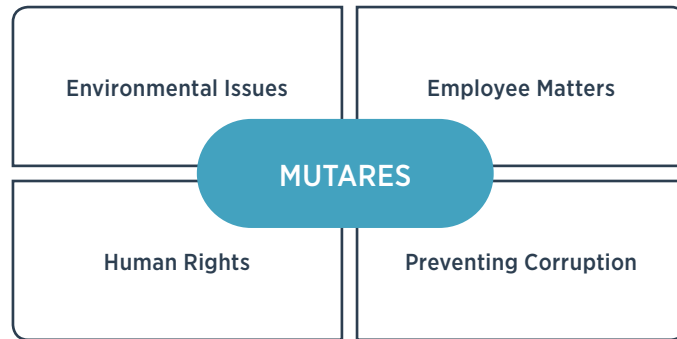 Environmental Issues
Employee Matters
MUTARES
Human Rights
Preventing Corruption